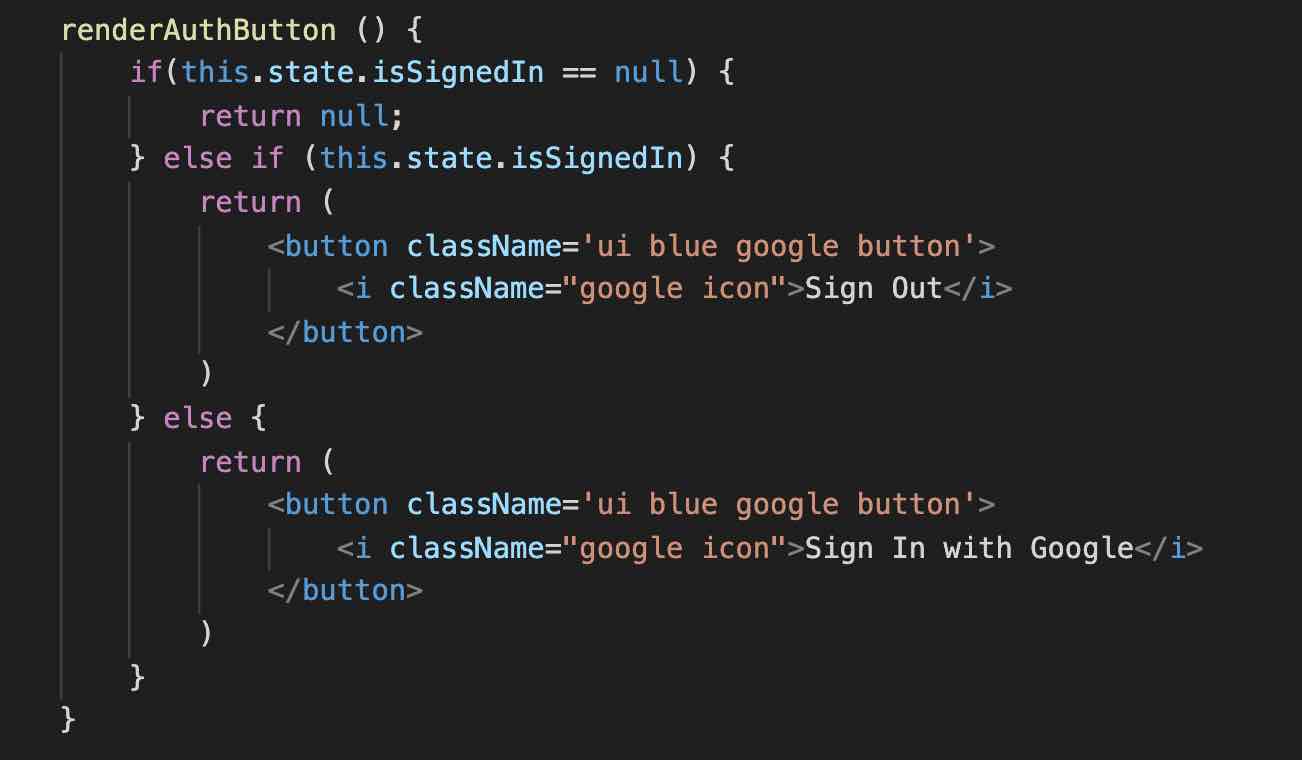 renderAuthButton () {
if(this.state.isSignedIn == null) {
return null;
} else if (this.state.isSignedIn) {
return (
<button className='ui blue google button'>
<i className="google icon">Sign Out</i>
</button>
)
} else {
return (
<button className='ui blue google button'>
<i className="google icon">Sign In with Google</i>
</button>
)
}
}